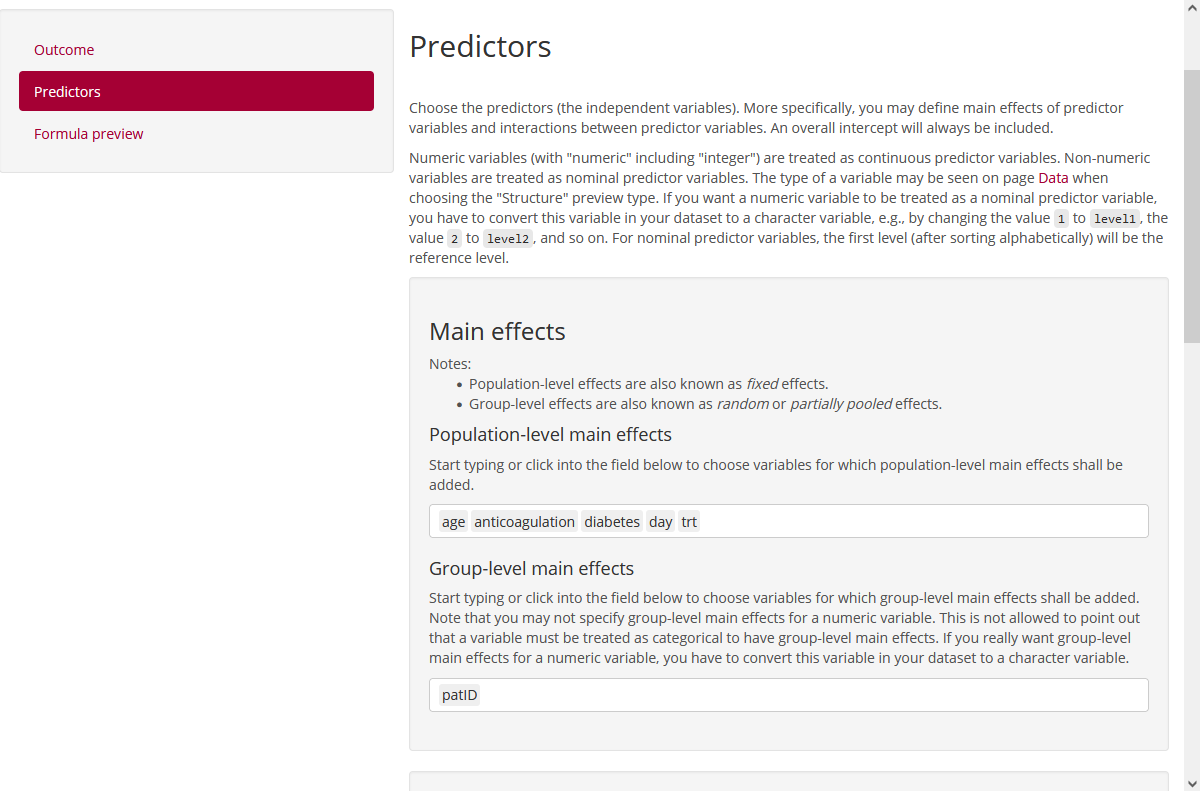 Outcome
Predictors
Formula preview
Predictors
Choose the predictors (the independent variables). More specifically, you may define main effects of predictor
variables and interactions between predictor variables. An overall intercept will always be included.
Numeric variables (with "numeric" including "integer") are treated as continuous predictor variables. Non-numeric
variables are treated as nominal predictor variables. The type of a variable may be seen on page Data when
choosing the "Structure" preview type. If you want a numeric variable to be treated as a nominal predictor variable,
you have to convert this variable in your dataset to a character variable, e.g., by changing the value 1 to level1, the
value 2 to level2, and so on. For nominal predictor variables, the first level (after sorting alphabetically) will be the
reference level.
Main effects
Notes:
• Population-level effects are also known as fixed effects.
• Group-level effects are also known as random or partially pooled effects.
Population-level main effects
Start typing or click into the field below to choose variables for which population-level main effects shall be
added.
age anticoagulation diabetes day trt
Group-level main effects
Start typing or click into the field below to choose variables for which group-level main effects shall be added.
Note that you may not specify group-level main effects for a numeric variable. This is not allowed to point out
that a variable must be treated as categorical to have group-level main effects. If you really want group-level
main effects for a numeric variable, you have to convert this variable in your dataset to a character variable.
patID